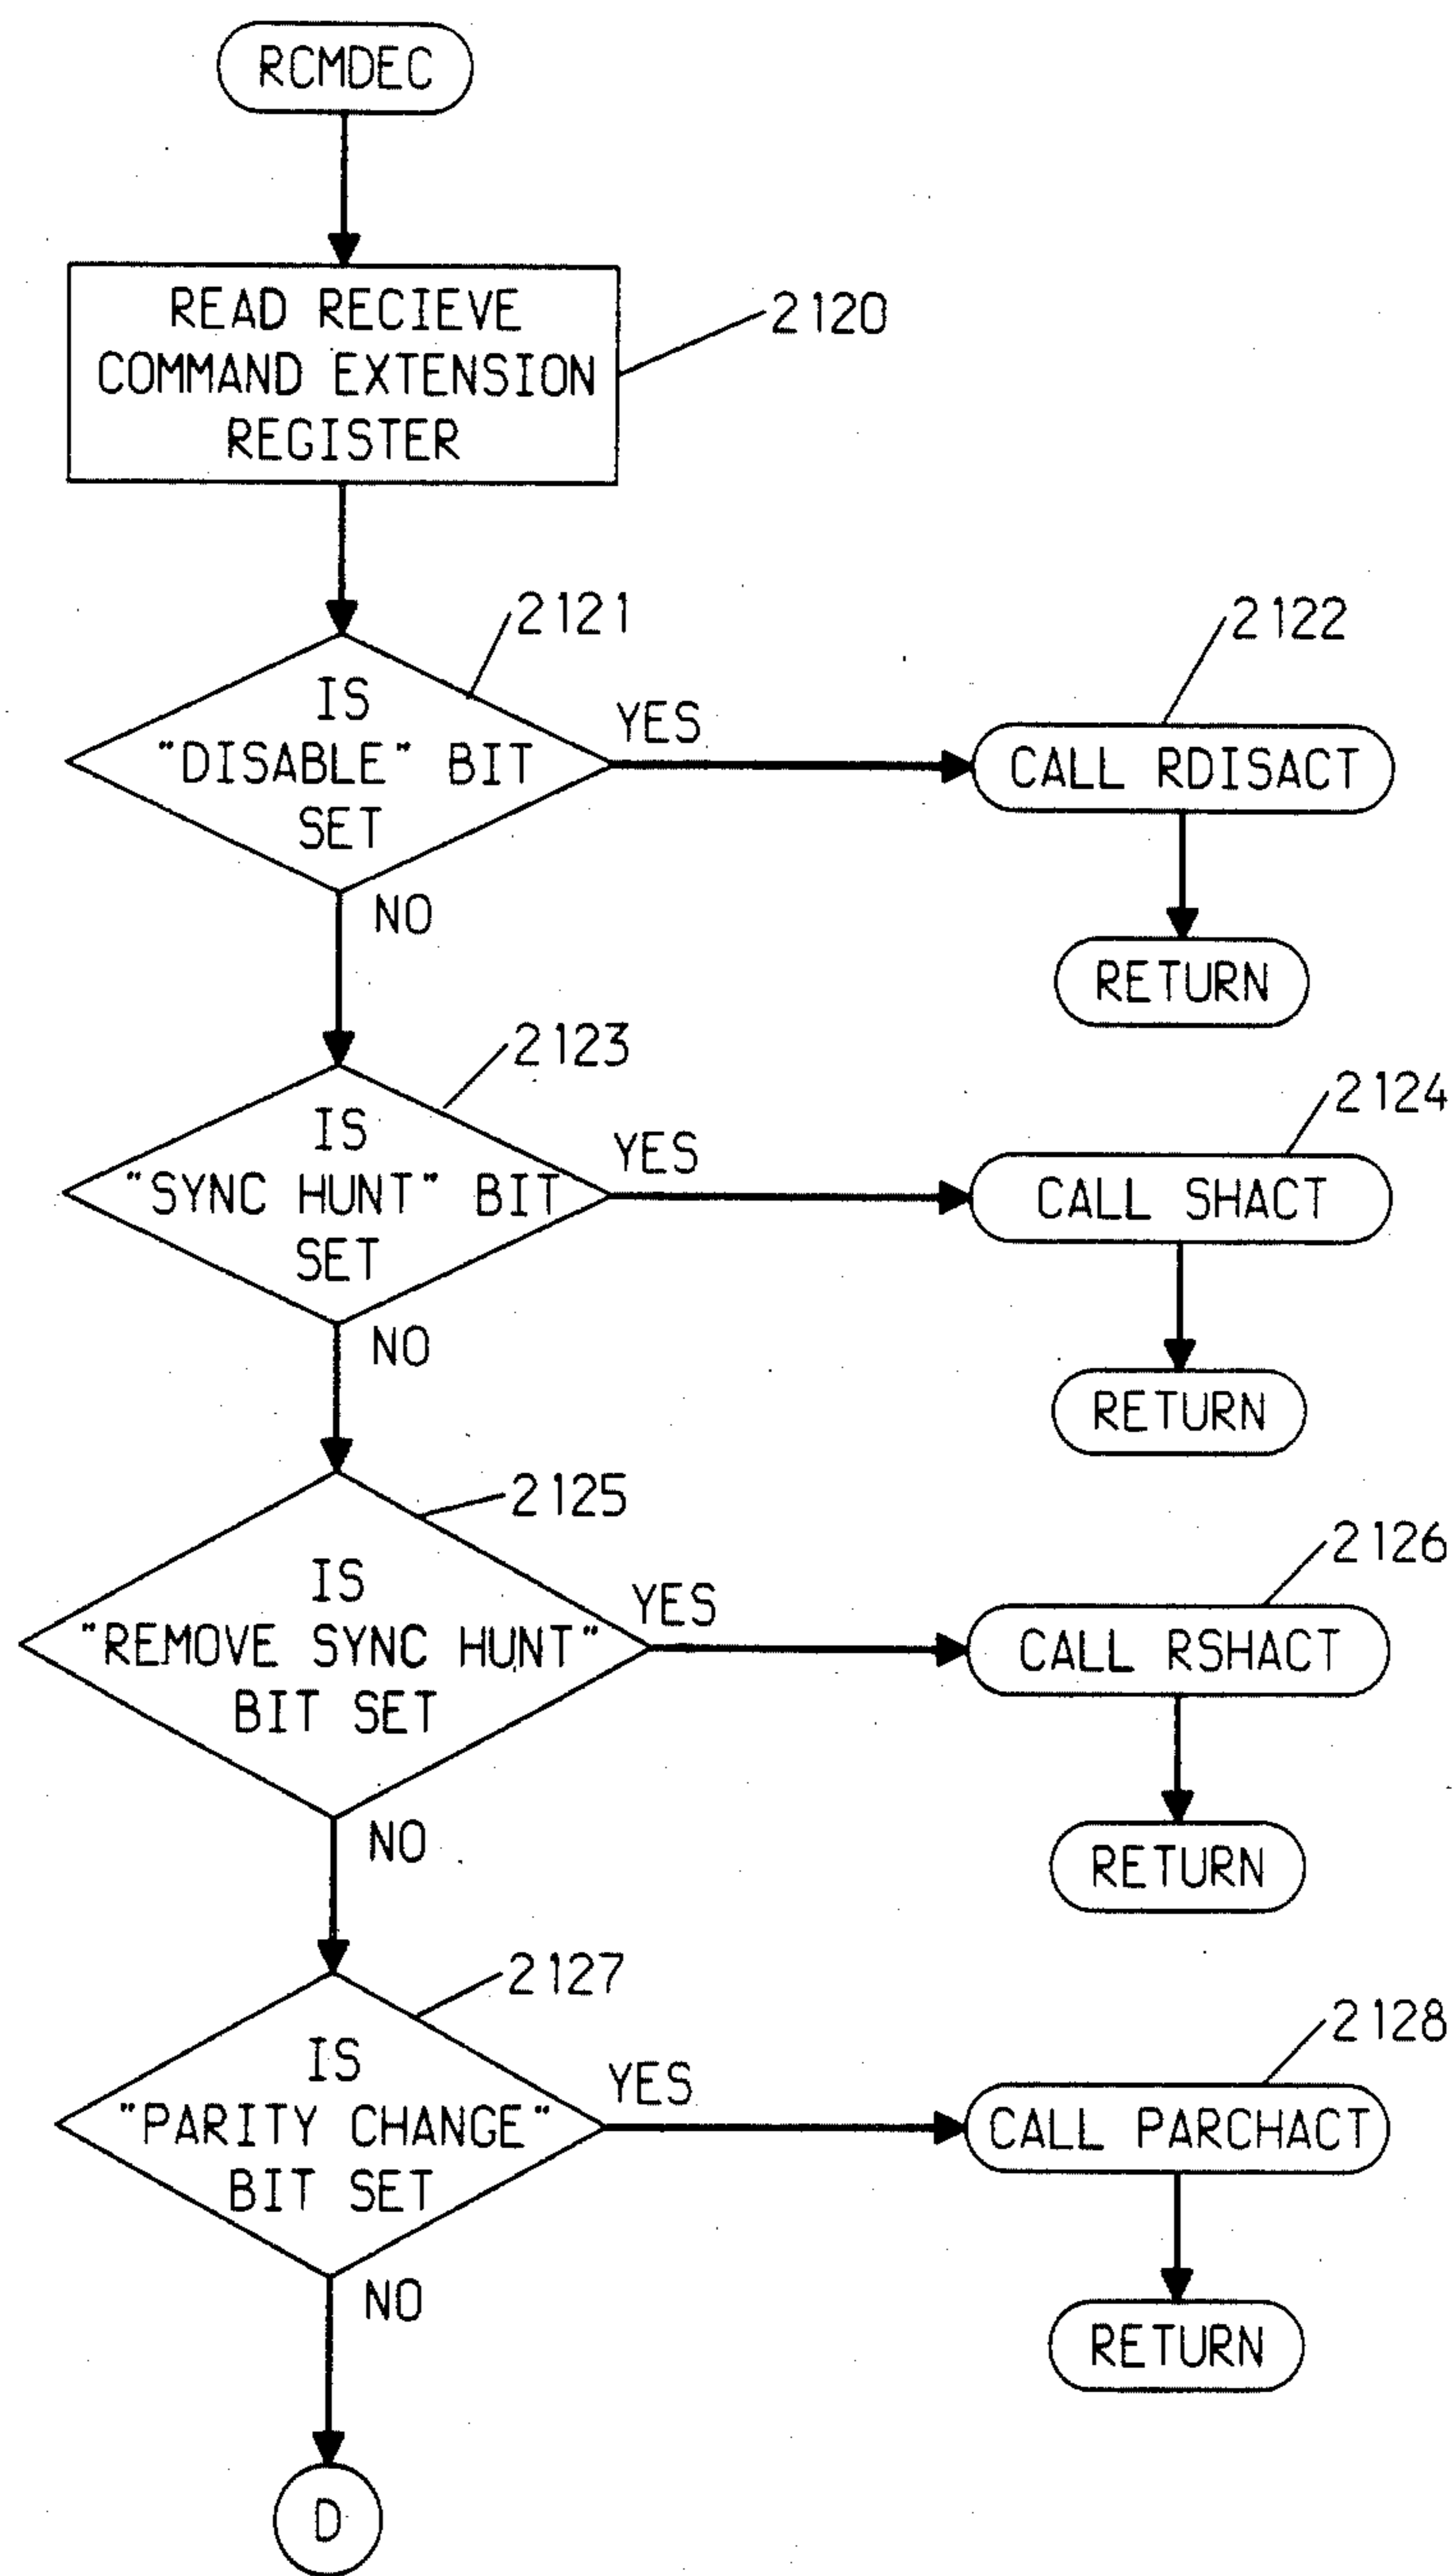 RCMDEC
READ RECIEVE
COMMAND EXTENSION
REGISTER
2120
2121
IS
"DISABLE" BIT
SET
YES
2122
CALL RDISACT
RETURN
NO
2123
IS
"SYNC HUNT" BIT
SET
YES
2124
CALL SHACT
RETURN
NO
2125
IS
"REMOVE SYNC HUNT"
BIT SET
YES
2126
CALL RSHACT
RETURN
NO
2127
IS
"PARITY CHANGE"
BIT SET
YES
2128
CALL PARCHACT
RETURN
NO
D